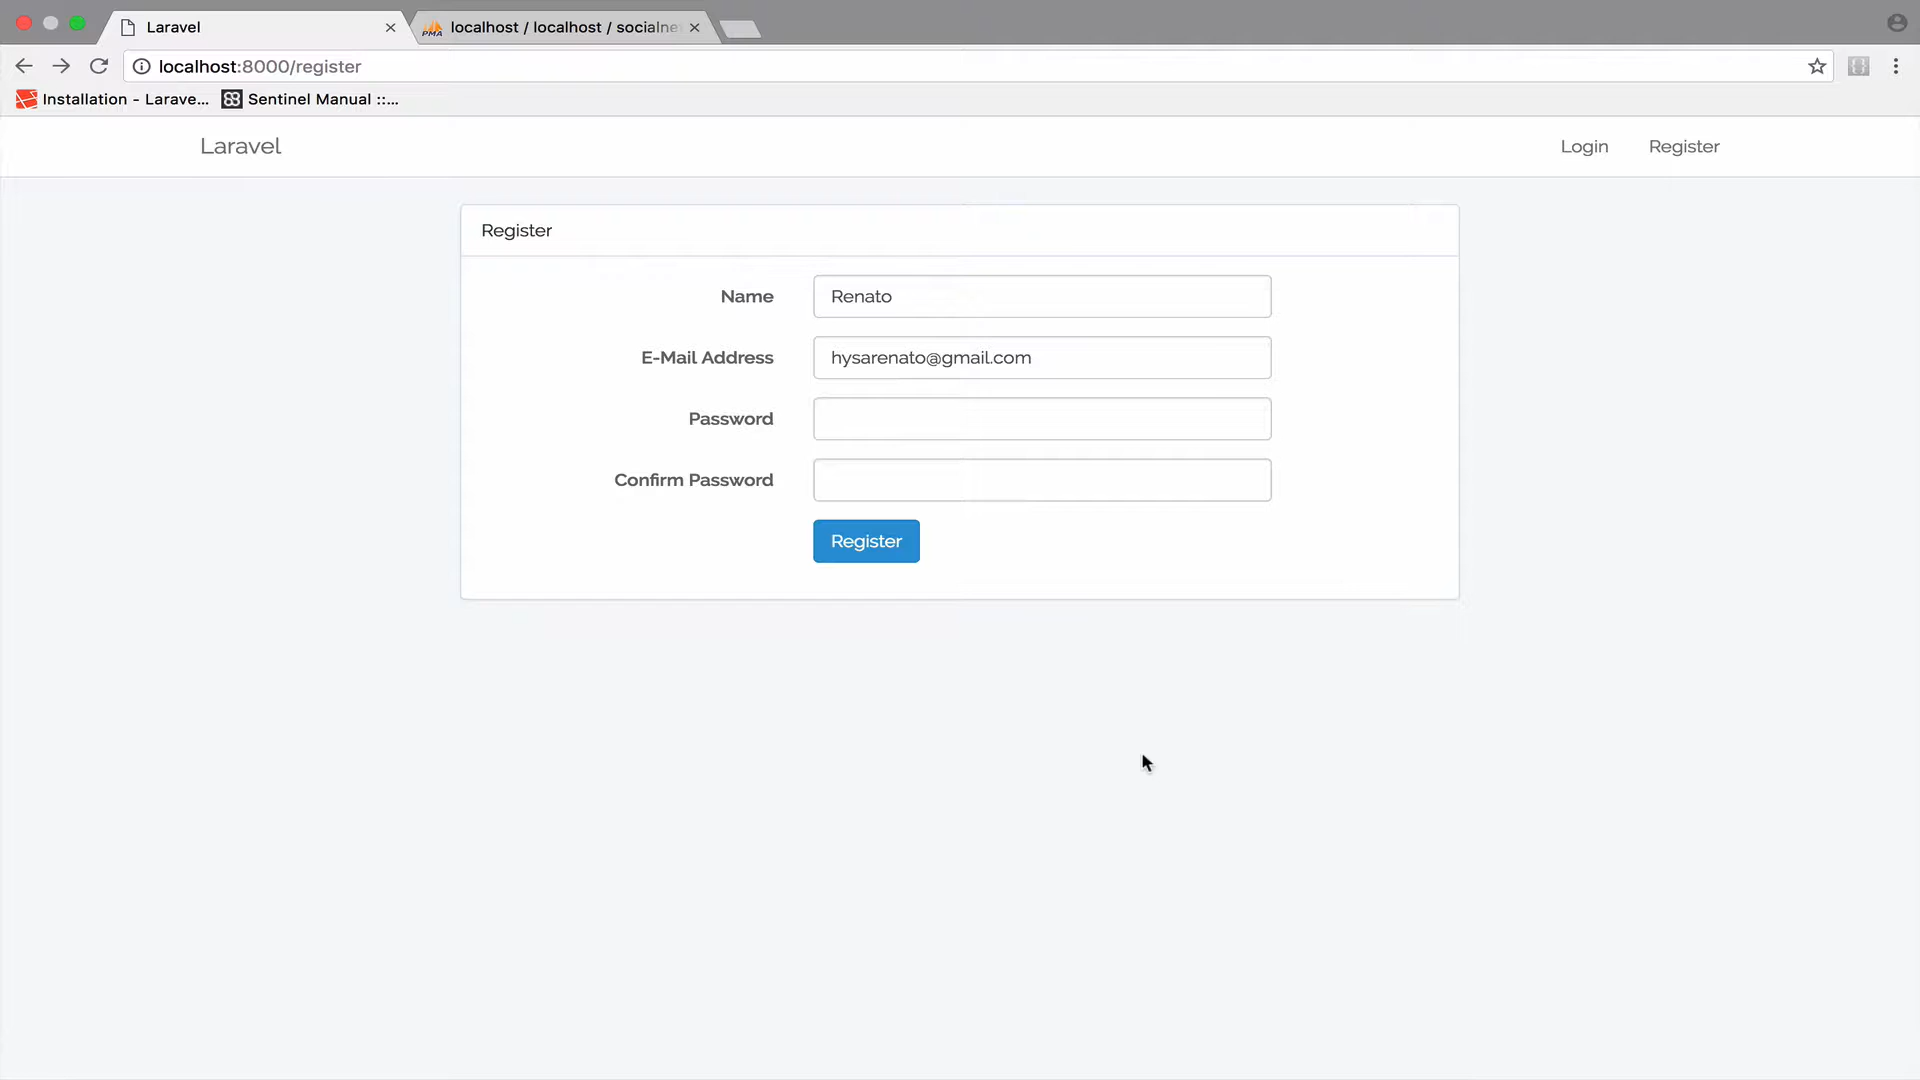 Laravel
PMA localhost / localhost / socialne
localhost:8000/register
Installation - Larave... Sentinel Manual ::...
Laravel Login Register
Register
Name Renato
E-Mail Address hysarenato@gmail.com
Password
Confirm Password
Register